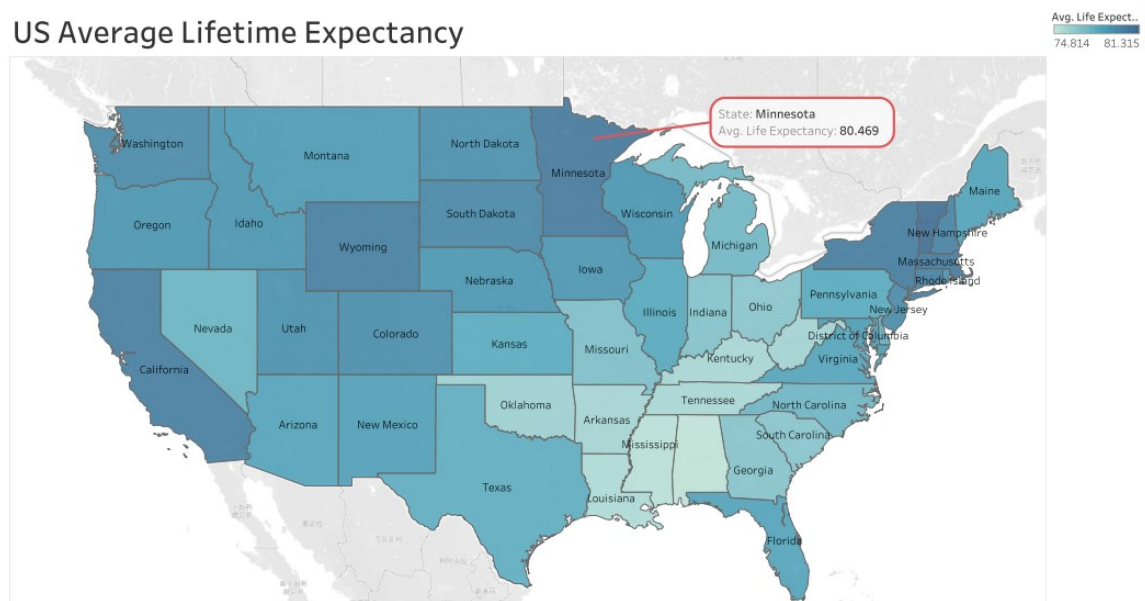 US Average Lifetime Expectancy
Avg. Life Expect..
74.814 81.315
State: Minnesota
Avg. Life Expectancy: 80.469
Washington
Montana
North Dakota
Minnesota
Maine
Oregon
Idaho
South Dakota
Wisconsin
New Hampshire
Wyoming
Michigan
Massachusetts
Nebraska
Iowa
Rhode Island
Pennsylvania
New Jersey
Nevada
Utah
Colorado
Illinois
Indiana
Ohio
District of Columbia
California
Kansas
Missouri
Kentucky
Virginia
Arizona
New Mexico
Oklahoma
Arkansas
Tennessee
North Carolina
Mississippi
South Carolina
Georgia
Texas
Louisiana
Florida